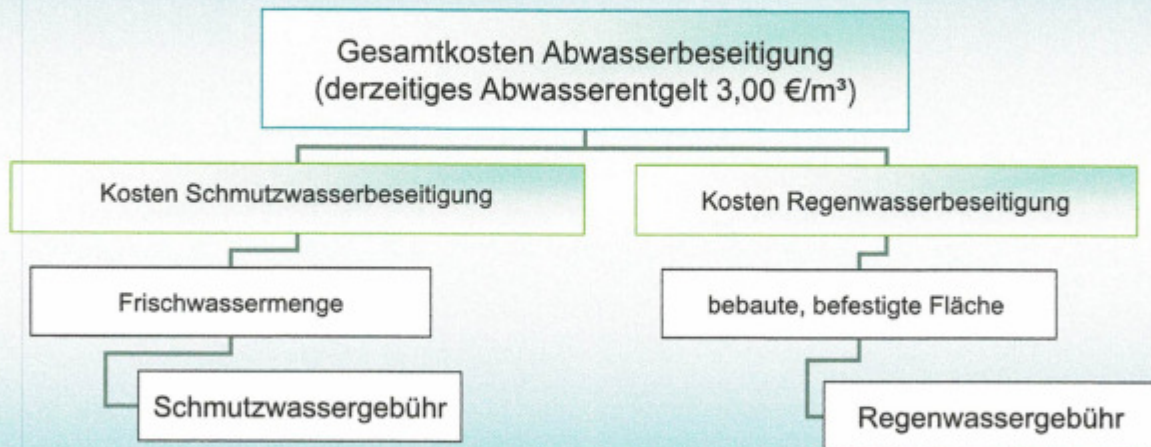 Gesamtkosten Abwasserbeseitigung
(derzeitiges Abwasserentgelt 3,00 €/m³)
Kosten Schmutzwasserbeseitigung
Kosten Regenwasserbeseitigung
Frischwassermenge
bebaute, befestigte Fläche
Schmutzwassergebühr
Regenwassergebühr